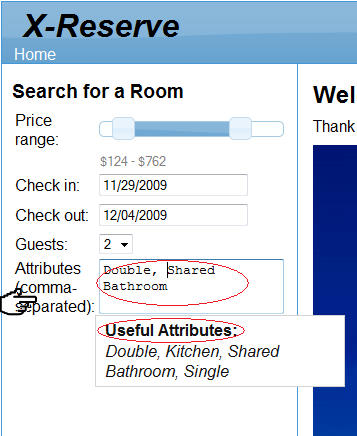 X-Reserve
Home
Search for a Room
Wel
Price
range:
Thank
$124 - $762
Check in: 11/29/2009
Check out: 12/04/2009
Guests: 2
Attributes
(comma-
separated):
Double, Shared
Bathroom
Useful Attributes:
Double, Kitchen, Shared
Bathroom, Single